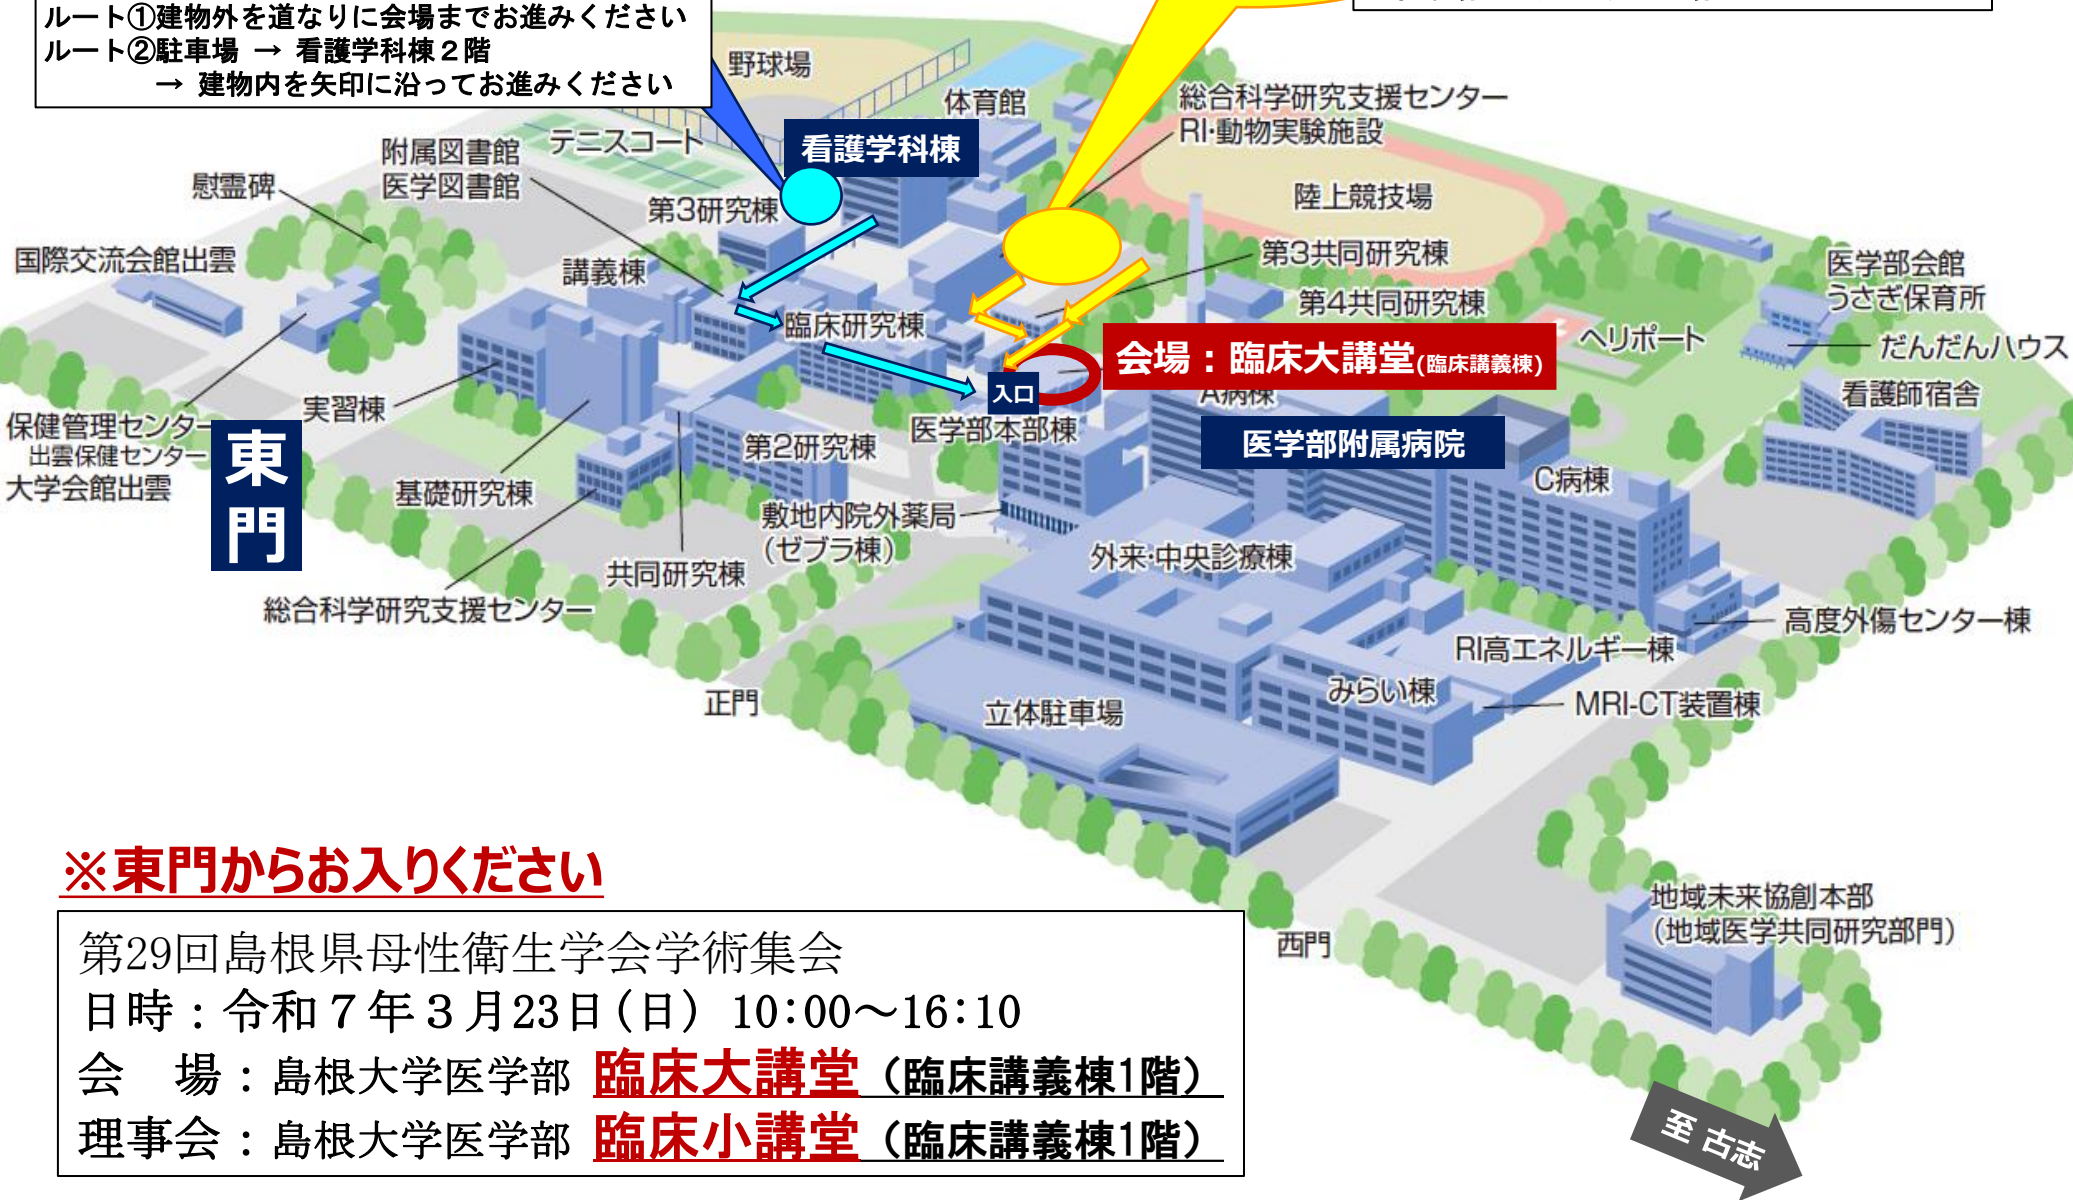 ルート①建物外を道なりに会場までお進みください
ルート②駐車場 → 看護学科棟２階
→ 建物内を矢印に沿ってお進みください
野球場
体育館
総合科学研究支援センター
RI・動物実験施設
テニスコート
看護学科棟
附属図書館
医学図書館
慰霊碑
第3研究棟
陸上競技場
国際交流会館出雲
講義棟
第3共同研究棟
医学部会館
うさぎ保育所
第4共同研究棟
臨床研究棟
ヘリポート
だんだんハウス
会場：臨床大講堂(臨床講義棟)
入口
A病棟
看護師宿舎
実習棟
保健管理センター
出雲保健センター
大学会館出雲
東門
医学部本部棟
第2研究棟
医学部附属病院
C病棟
基礎研究棟
敷地内院外薬局
(ゼブラ棟)
外来・中央診療棟
共同研究棟
総合科学研究支援センター
高度外傷センター棟
RI高エネルギー棟
みらい棟
MRI-CT装置棟
正門
立体駐車場
※東門からお入りください
地域未来協創本部
(地域医学共同研究部門)
西門
第29回島根県母性衛生学会学術集会
日時：令和７年３月23日(日) 10:00～16:10
会　場：島根大学医学部 臨床大講堂（臨床講義棟1階）
理事会：島根大学医学部 臨床小講堂（臨床講義棟1階）
至 古志